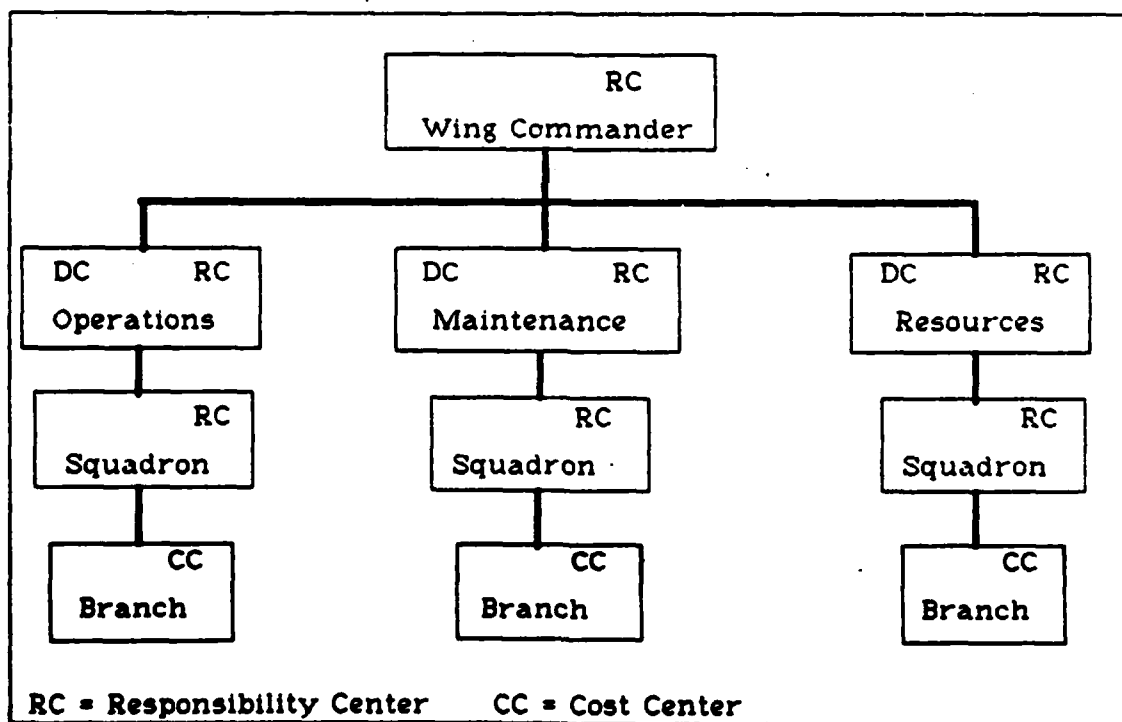 RC
Wing Commander
DC RC
Operations
DC RC
Maintenance
DC RC
Resources
RC
Squadron
RC
Squadron
RC
Squadron
CC
Branch
CC
Branch
CC
Branch
RC = Responsibility Center CC = Cost Center